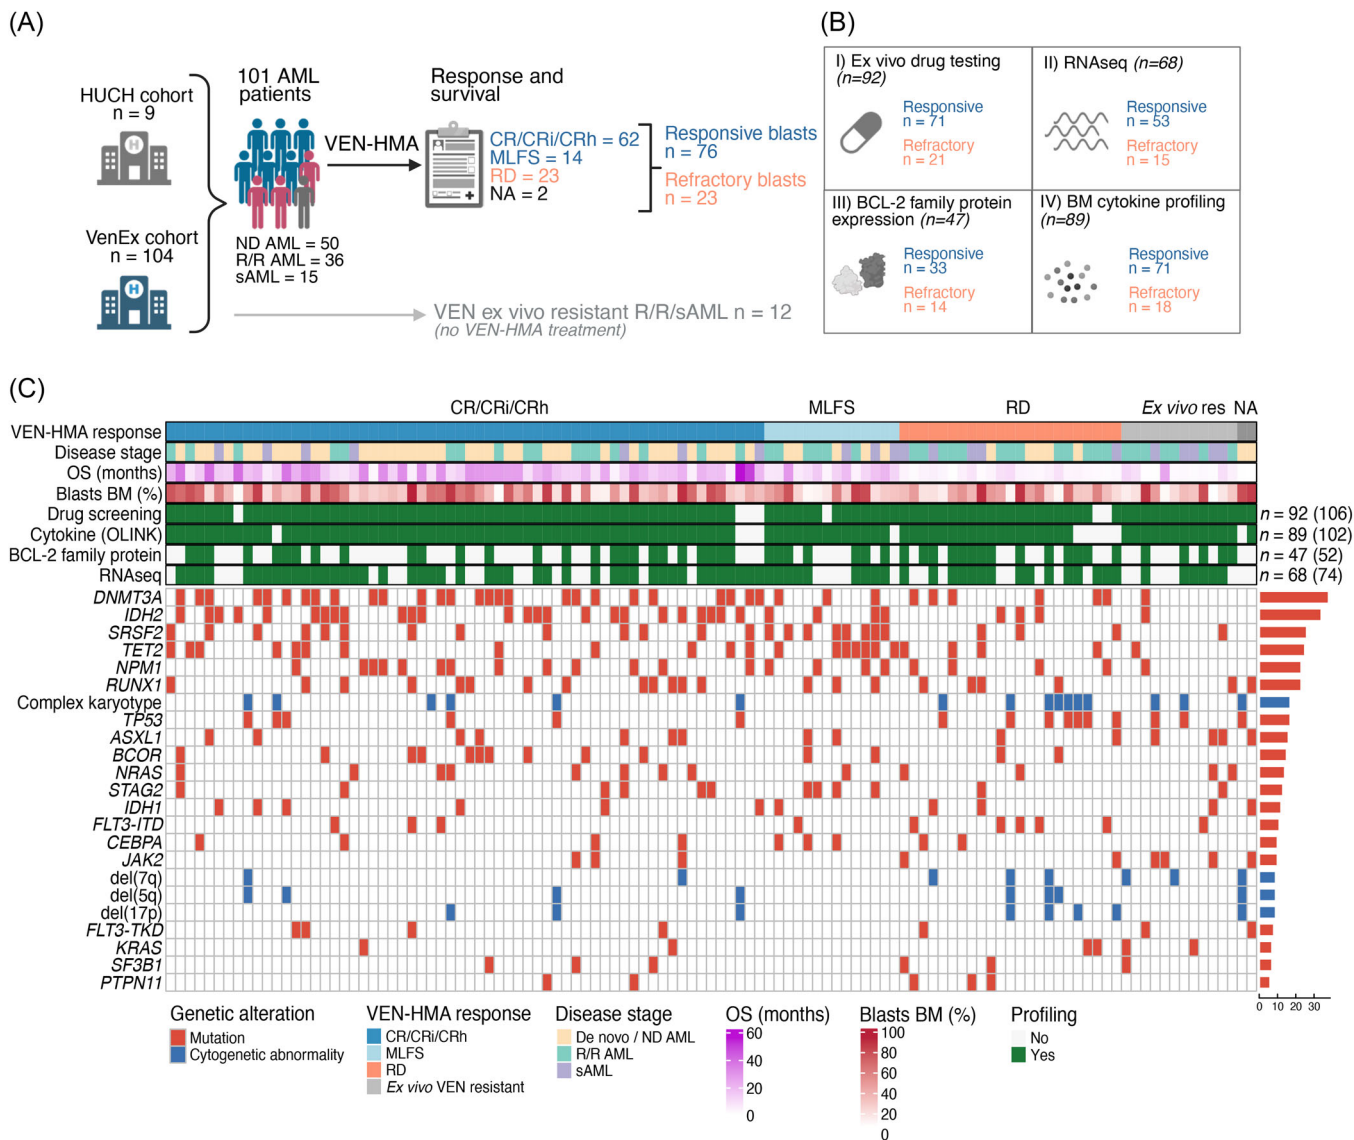 (A)
HUCH cohort
n = 9
H
VenEx cohort
n = 104
H
101 AML
patients
ND AML = 50
R/R AML = 36
sAML = 15
VEN-HMA
Response and
survival
CR/CRi/CRh = 62
MLFS = 14
RD = 23
NA = 2
Responsive blasts
n = 76
Refractory blasts
n = 23
VEN ex vivo resistant R/R/sAML n = 12
(no VEN-HMA treatment)
(B)
I) Ex vivo drug testing
(n=92)
Responsive
n = 71
Refractory
n = 21
II) RNAseq (n=68)
Responsive
n = 53
Refractory
n = 15
III) BCL-2 family protein
expression (n=47)
Responsive
n = 33
Refractory
n = 14
IV) BM cytokine profiling
(n=89)
Responsive
n = 71
Refractory
n = 18
(C)
CR/CRi/CRh MLFS RD Ex vivo res NA
VEN-HMA response
Disease stage
OS (months)
Blasts BM (%)
Drug screening n = 92 (106)
Cytokine (OLINK) n = 89 (102)
BCL-2 family protein n = 47 (52)
RNAseq n = 68 (74)
DNMT3A
IDH2
SRSF2
TET2
NPM1
RUNX1
Complex karyotype
TP53
ASXL1
BCOR
NRAS
STAG2
IDH1
FLT3-ITD
CEBPA
JAK2
del(7q)
del(5q)
del(17p)
FLT3-TKD
KRAS
SF3B1
PTPN11
0 10 20 30
Genetic alteration
Mutation
Cytogenetic abnormality
VEN-HMA response
CR/CRi/CRh
MLFS
RD
Ex vivo VEN resistant
Disease stage
De novo / ND AML
R/R AML
sAML
OS (months)
60
40
20
0
Blasts BM (%)
100
80
60
40
20
0
Profiling
No
Yes